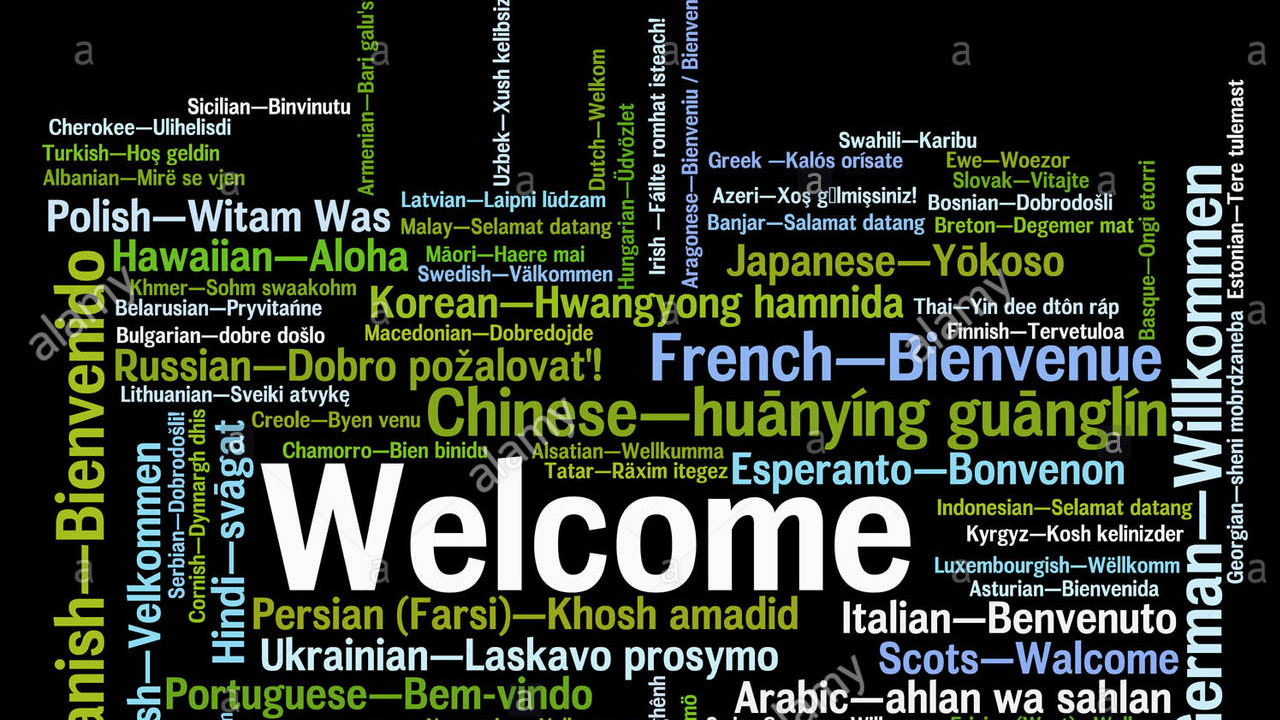 Armenian—Bari galu's
Uzbek—Xush kelibsiz
Dutch—Welkom
Hungarian—Üdvözlet
Irish—Fáilte romhat isteach!
Aragonese—Bienveniu / Bienven
Sicilian—Binvinutu
Cherokee—Ulihelisdi
Turkish—Hoş geldin
Albanian—Mirë se vjen
Swahili—Karibu
Greek —Kalós orísate
Ewe—Woezor
Slovak—Vitajte
Latvian—Laipni lūdzam
Azeri—Xoş g▯lmişsiniz!
Bosnian—Dobrodošli
Polish—Witam Was
Malay—Selamat datang
Banjar—Salamat datang
Breton—Degemer mat
Basque—Ongi etorri
Estonian—Tere tulemast
Hawaiian—Aloha
Māori—Haere mai
Swedish—Välkommen
Japanese—Yōkoso
Khmer—Sohm swaakohm
Belarusian—Pryvitańne
Korean—Hwangyong hamnida
Thai—Yin dee dtôn ráp
Bulgarian—dobre došlo
Macedonian—Dobredojde
Finnish—Tervetuloa
Russian—Dobro požalovat'!
French—Bienvenue
Lithuanian—Sveiki atvykę
Creole—Byen venu
Chinese—huānyíng guānglín
Chamorro—Bien binidu
Alsatian—Wellkumma
Tatar—Räxim itegez
Esperanto—Bonvenon
anish—Bienvenido
sh—Velkommen
Serbian—Dobrodošli!
Cornish—Dynnargh dhis
Hindi—svāgat
Welcome
Indonesian—Selamat datang
Kyrgyz—Kosh kelinizder
Luxembourgish—Wëllkomm
Asturian—Bienvenida
erman—Willkommen
Georgian—sheni mobrdzaneba
Persian (Farsi)—Khosh amadid
Italian—Benvenuto
Ukrainian—Laskavo prosymo
Scots—Walcome
Portuguese—Bem-vindo
Arabic—ahlan wa sahlan
alamy
alamy
alamy
alamy